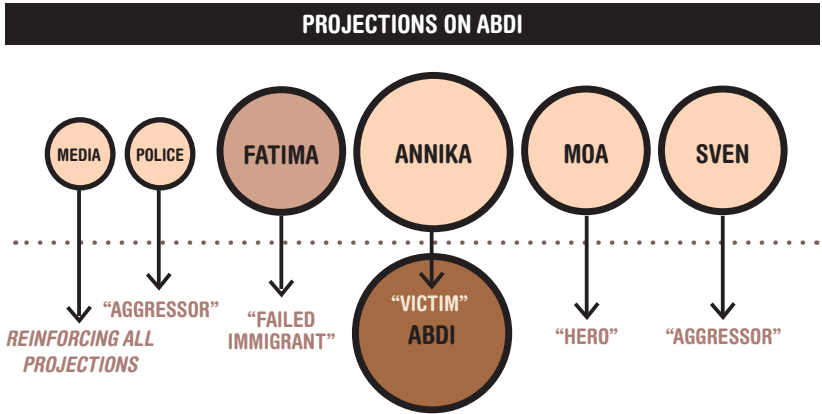 PROJECTIONS ON ABDI
MEDIA
POLICE
FATIMA
ANNIKA
MOA
SVEN
REINFORCING ALL
PROJECTIONS
“AGGRESSOR”
“FAILED
IMMIGRANT”
“VICTIM”
ABDI
“HERO”
“AGGRESSOR”